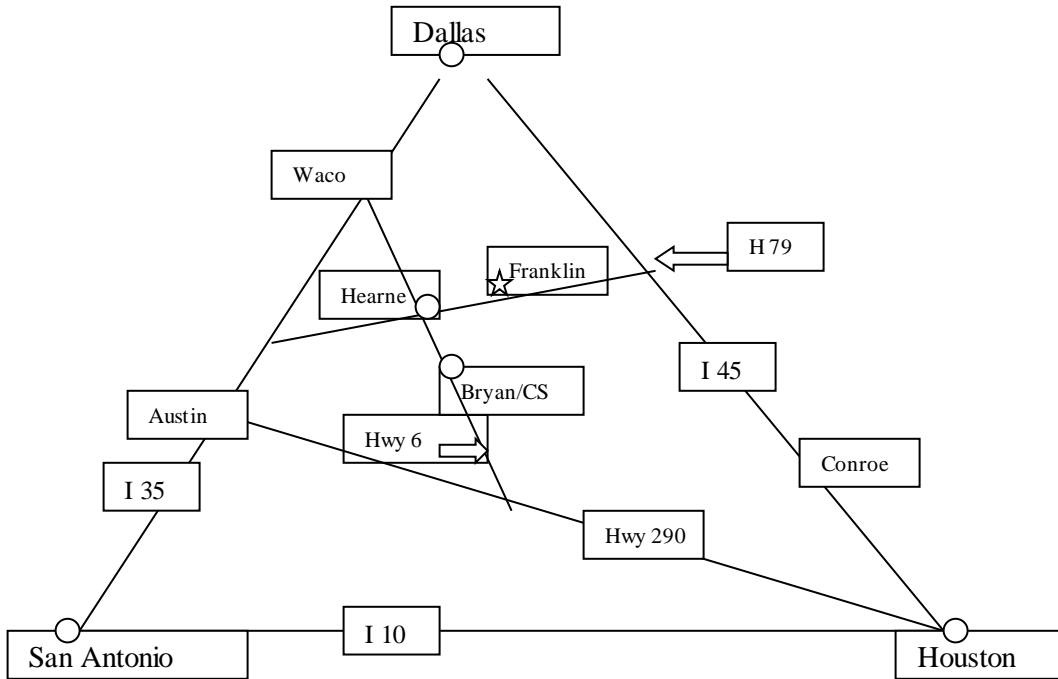 Dallas
Waco
H 79
Franklin
Hearne
I 45
Bryan/CS
Austin
Hwy 6
Conroe
I 35
Hwy 290
I 10
San Antonio
Houston